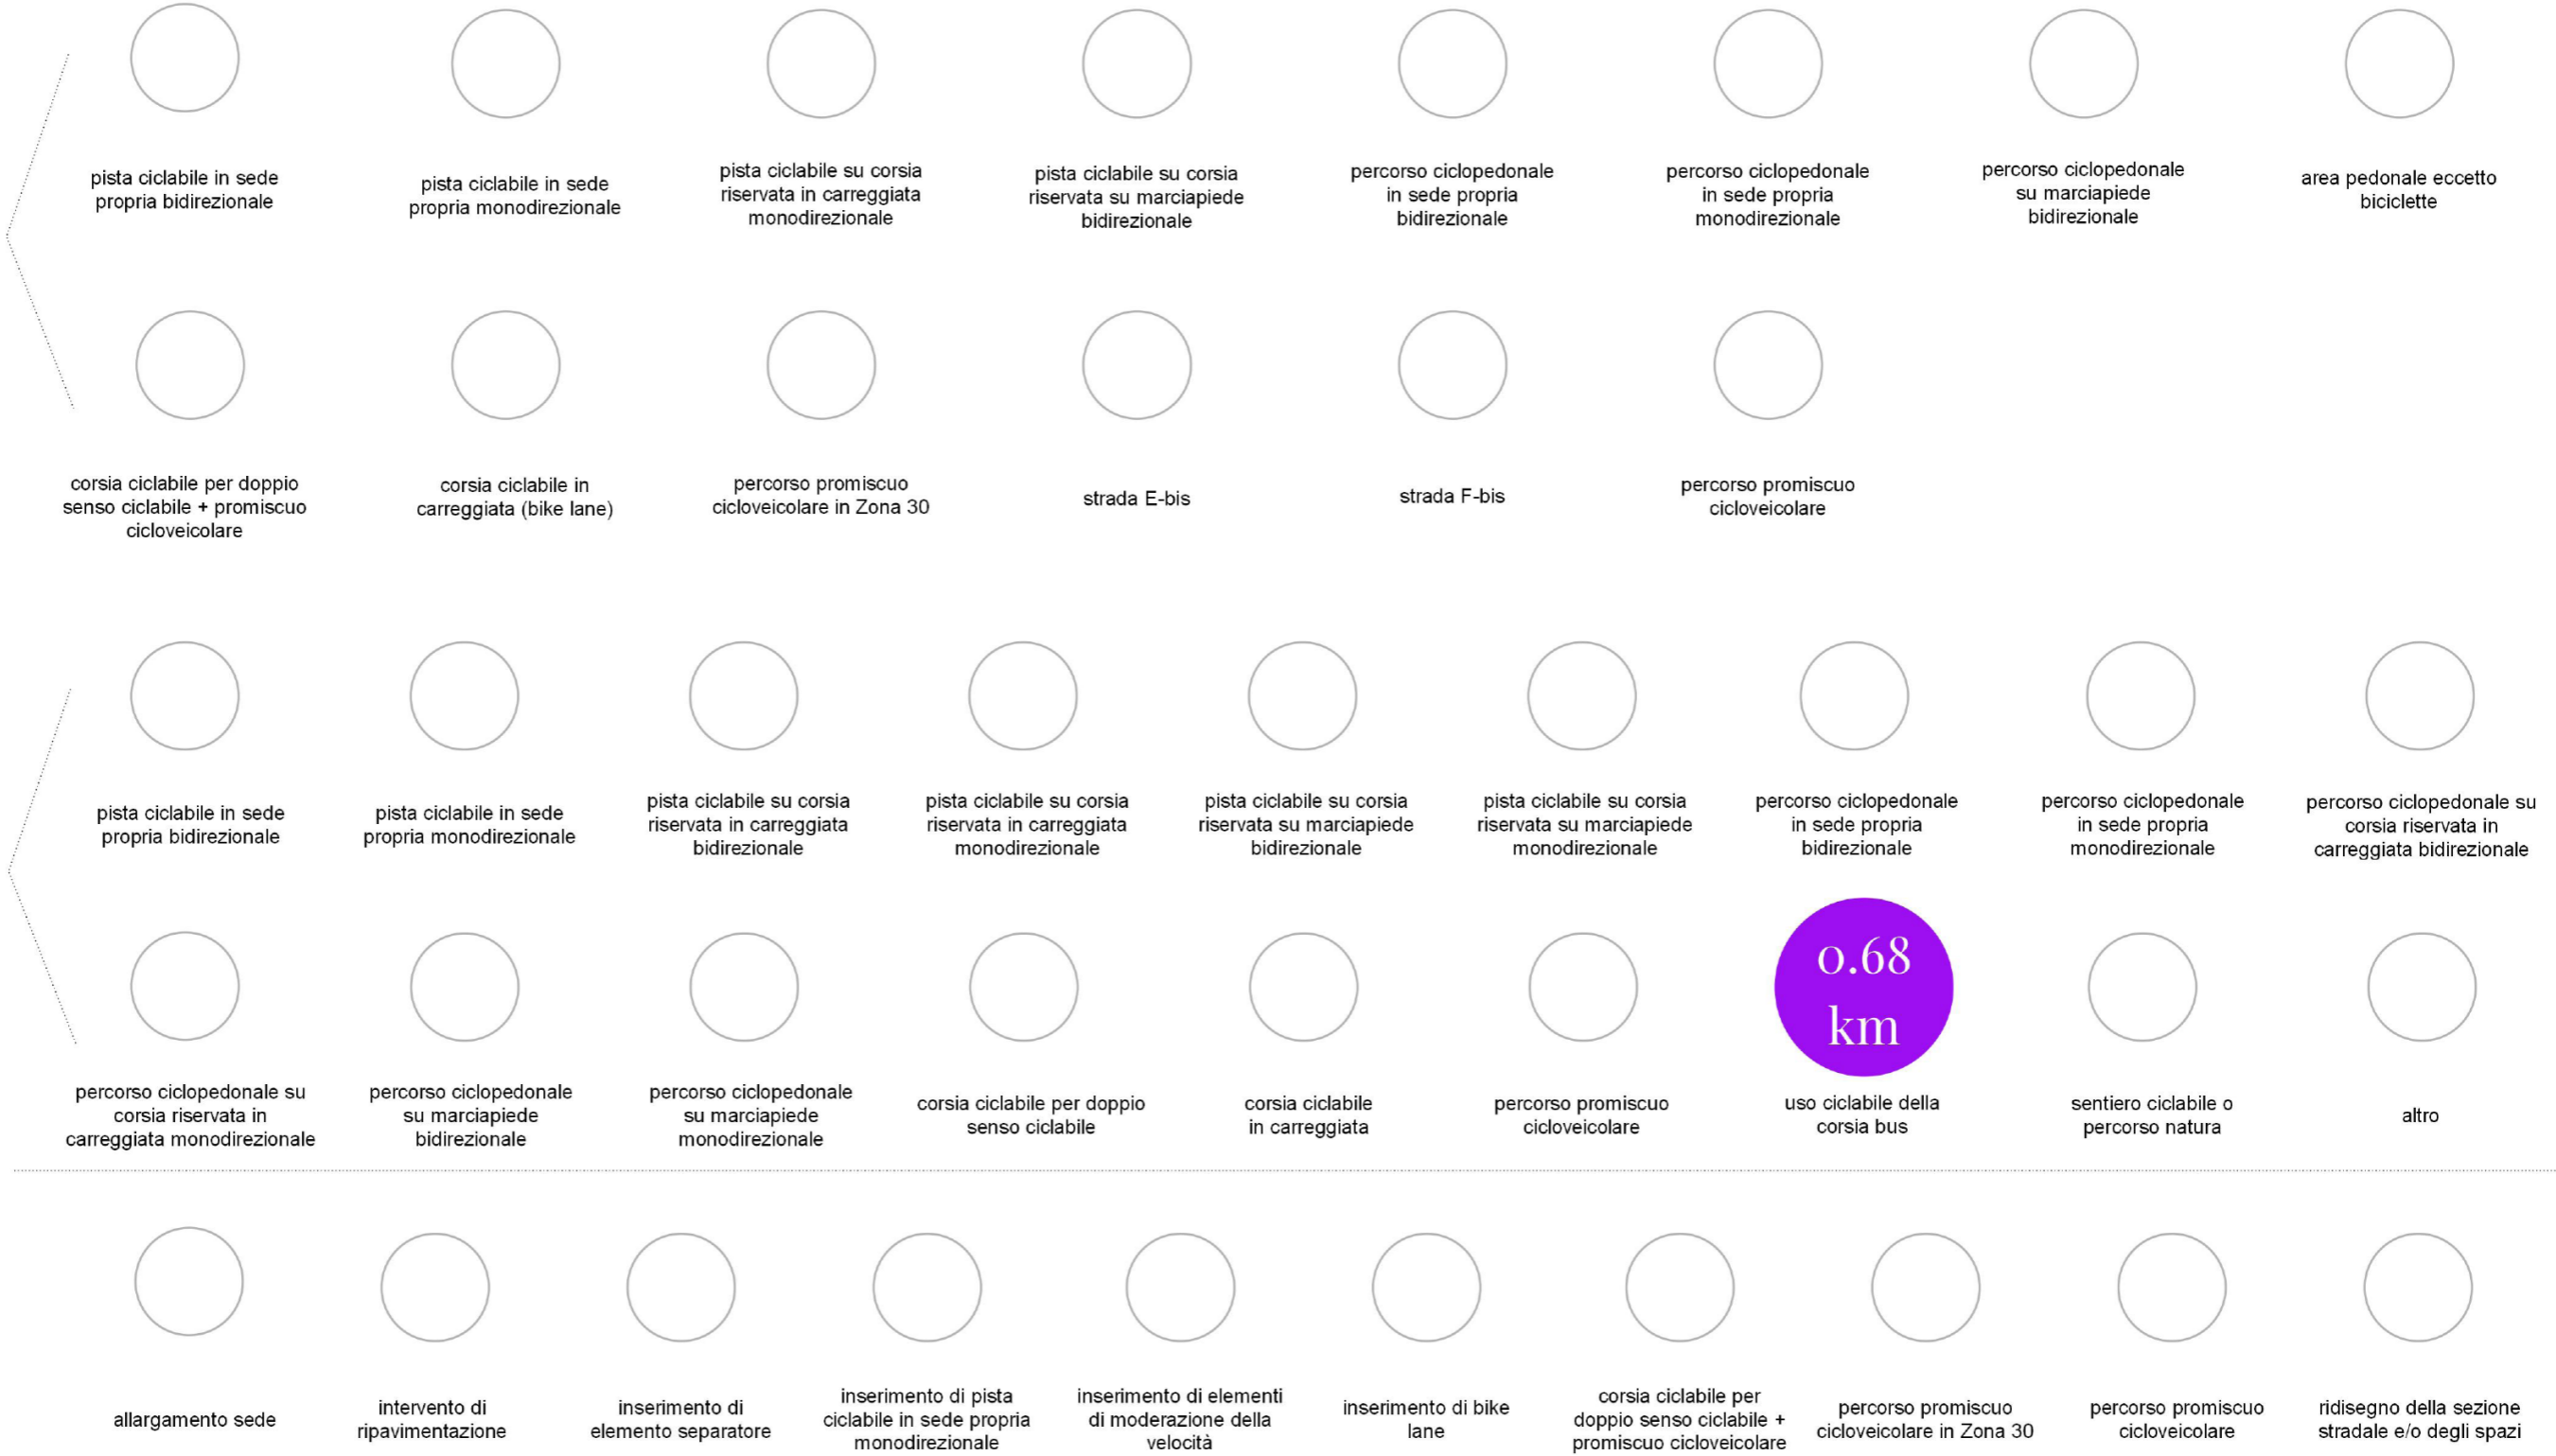 pista ciclabile in sede
propria bidirezionale
pista ciclabile in sede
propria monodirezionale
pista ciclabile su corsia
riservata in carreggiata
monodirezionale
pista ciclabile su corsia
riservata su marciapiede
bidirezionale
percorso ciclopedonale
in sede propria
bidirezionale
percorso ciclopedonale
in sede propria
monodirezionale
percorso ciclopedonale
su marciapiede
bidirezionale
area pedonale eccetto
biciclette
corsia ciclabile per doppio
senso ciclabile + promiscuo
cicloveicolare
corsia ciclabile in
carreggiata (bike lane)
percorso promiscuo
cicloveicolare in Zona 30
strada E-bis
strada F-bis
percorso promiscuo
cicloveicolare
pista ciclabile in sede
propria bidirezionale
pista ciclabile in sede
propria monodirezionale
pista ciclabile su corsia
riservata in carreggiata
bidirezionale
pista ciclabile su corsia
riservata in carreggiata
monodirezionale
pista ciclabile su corsia
riservata su marciapiede
bidirezionale
pista ciclabile su corsia
riservata su marciapiede
monodirezionale
percorso ciclopedonale
in sede propria
bidirezionale
percorso ciclopedonale
in sede propria
monodirezionale
percorso ciclopedonale su
corsia riservata in
carreggiata bidirezionale
percorso ciclopedonale su
corsia riservata in
carreggiata monodirezionale
percorso ciclopedonale
su marciapiede
bidirezionale
percorso ciclopedonale
su marciapiede
monodirezionale
corsia ciclabile per doppio
senso ciclabile
corsia ciclabile
in carreggiata
percorso promiscuo
cicloveicolare
0.68
km
uso ciclabile della
corsia bus
sentiero ciclabile o
percorso natura
altro
allargamento sede
intervento di
ripavimentazione
inserimento di
elemento separatore
inserimento di pista
ciclabile in sede propria
monodirezionale
inserimento di elementi
di moderazione della
velocità
inserimento di bike
lane
corsia ciclabile per
doppio senso ciclabile +
promiscuo cicloveicolare
percorso promiscuo
cicloveicolare in Zona 30
percorso promiscuo
cicloveicolare
ridisegno della sezione
stradale e/o degli spazi